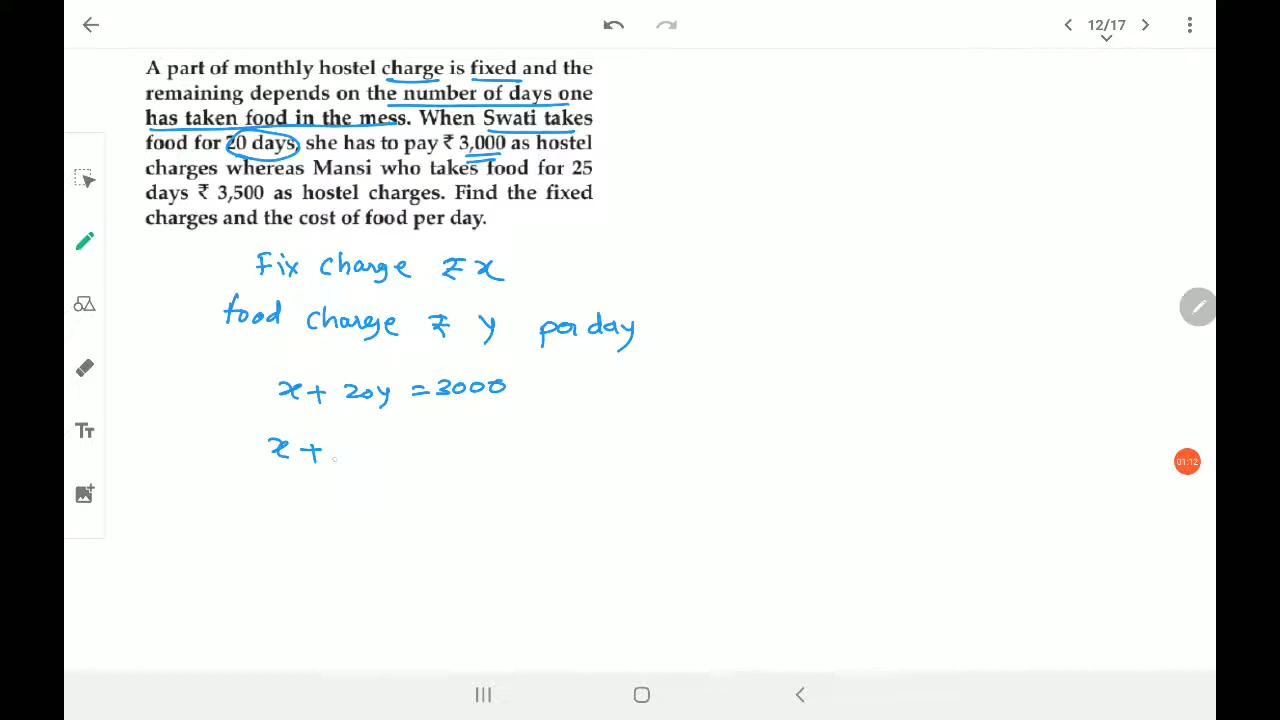 12/17
A part of monthly hostel charge is fixed and the
remaining depends on the number of days one
has taken food in the mess. When Swati takes
food for 20 days, she has to pay ₹ 3,000 as hostel
charges whereas Mansi who takes food for 25
days ₹ 3,500 as hostel charges. Find the fixed
charges and the cost of food per day.
Fix charge ₹ x
food charge ₹ y per day
x + 20y = 3000
x +
Tт
01:12